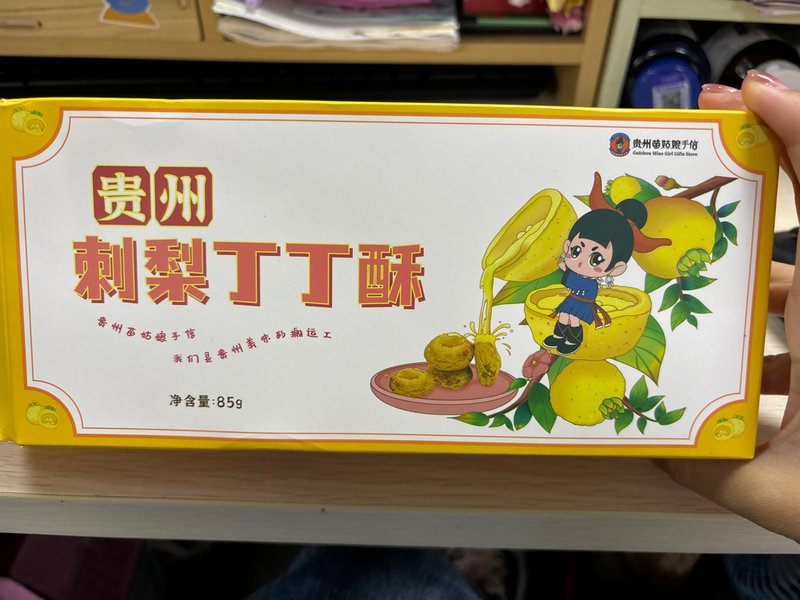 贵州苗姑娘手信
Guizhou Miao Girl Gifts Store
贵州
刺梨丁丁酥
贵州苗姑娘手信
我们是贵州美味的搬运工
净含量:85g